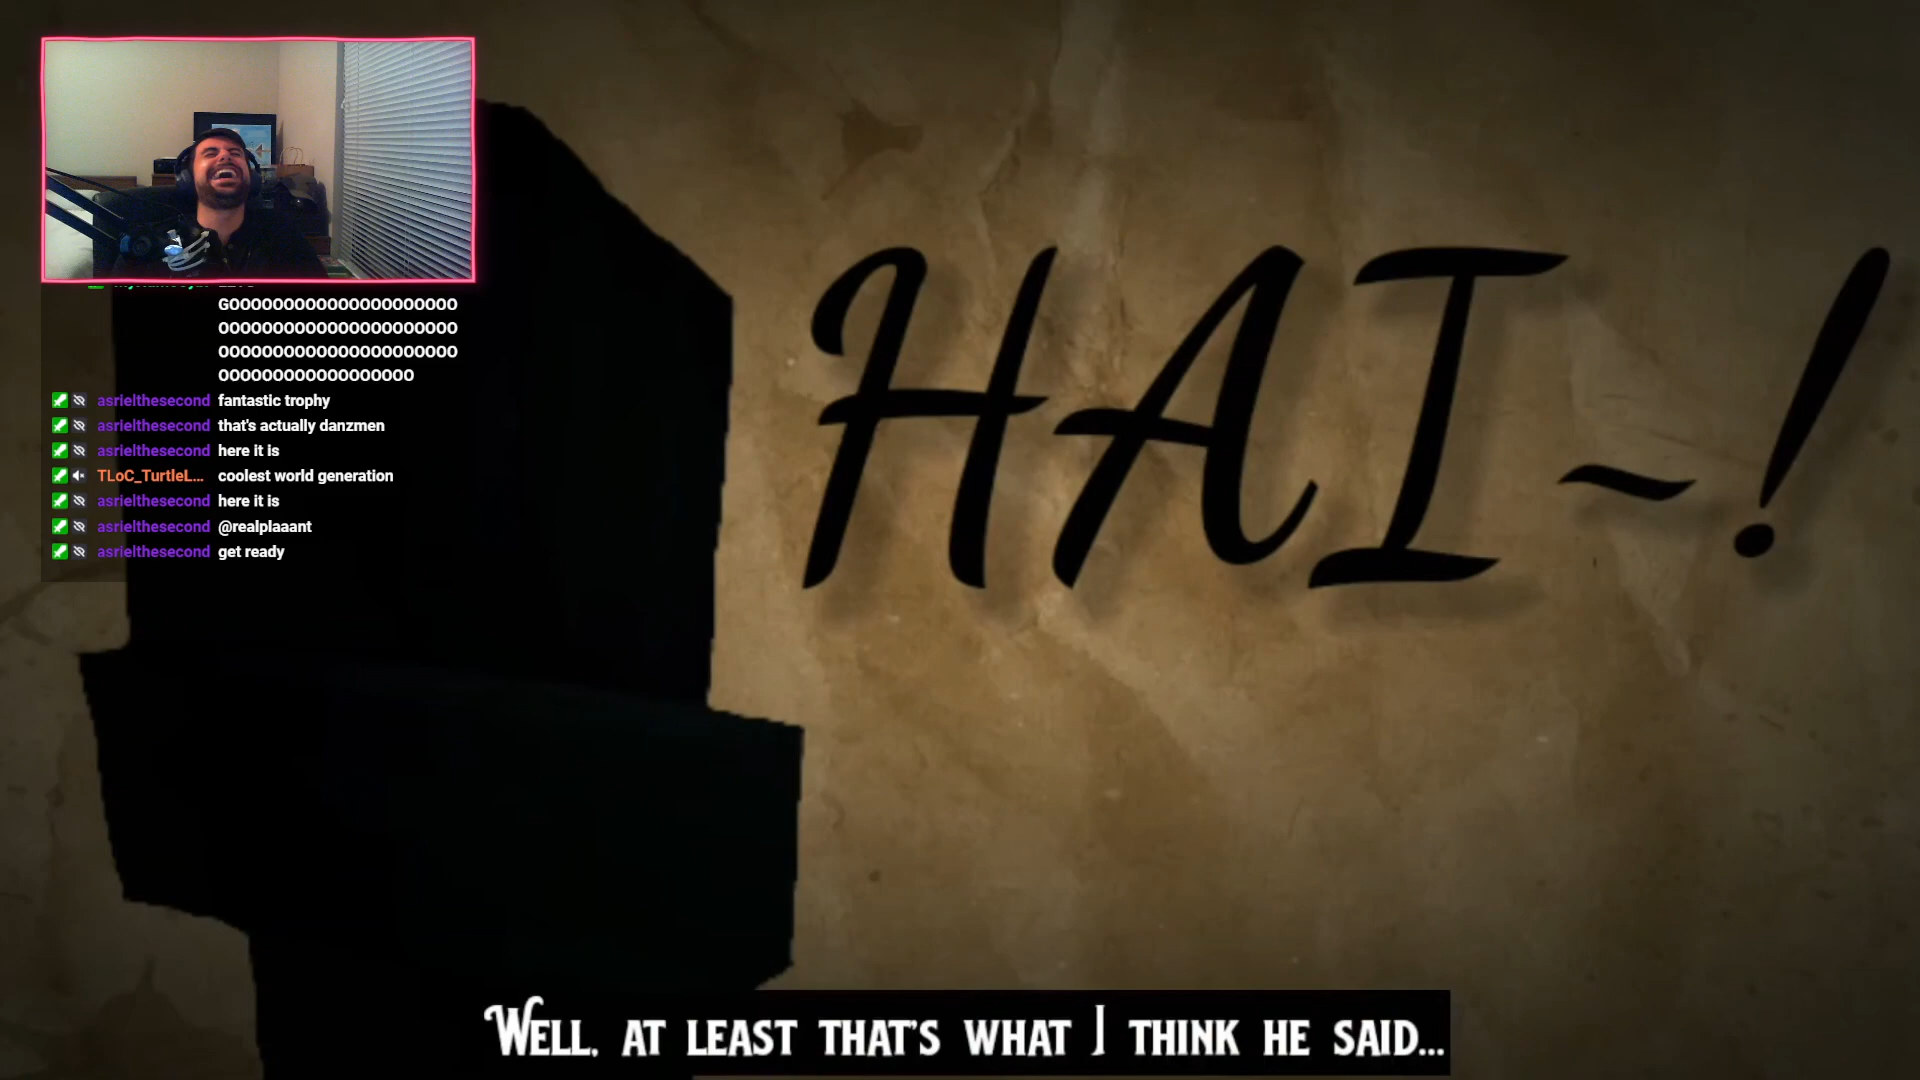 GOOOOOOOOOOOOOOOOOOOOO
OOOOOOOOOOOOOOOOOOOOOO
OOOOOOOOOOOOOOOOOOOOOO
OOOOOOOOOOOOOOOOOO
asrielthesecond fantastic trophy
asrielthesecond that's actually danzmen
asrielthesecond here it is
TLoC_TurtleL... coolest world generation
asrielthesecond here it is
asrielthesecond @realplaaant
asrielthesecond get ready
HAI~!
WELL, AT LEAST THAT'S WHAT I THINK HE SAID...